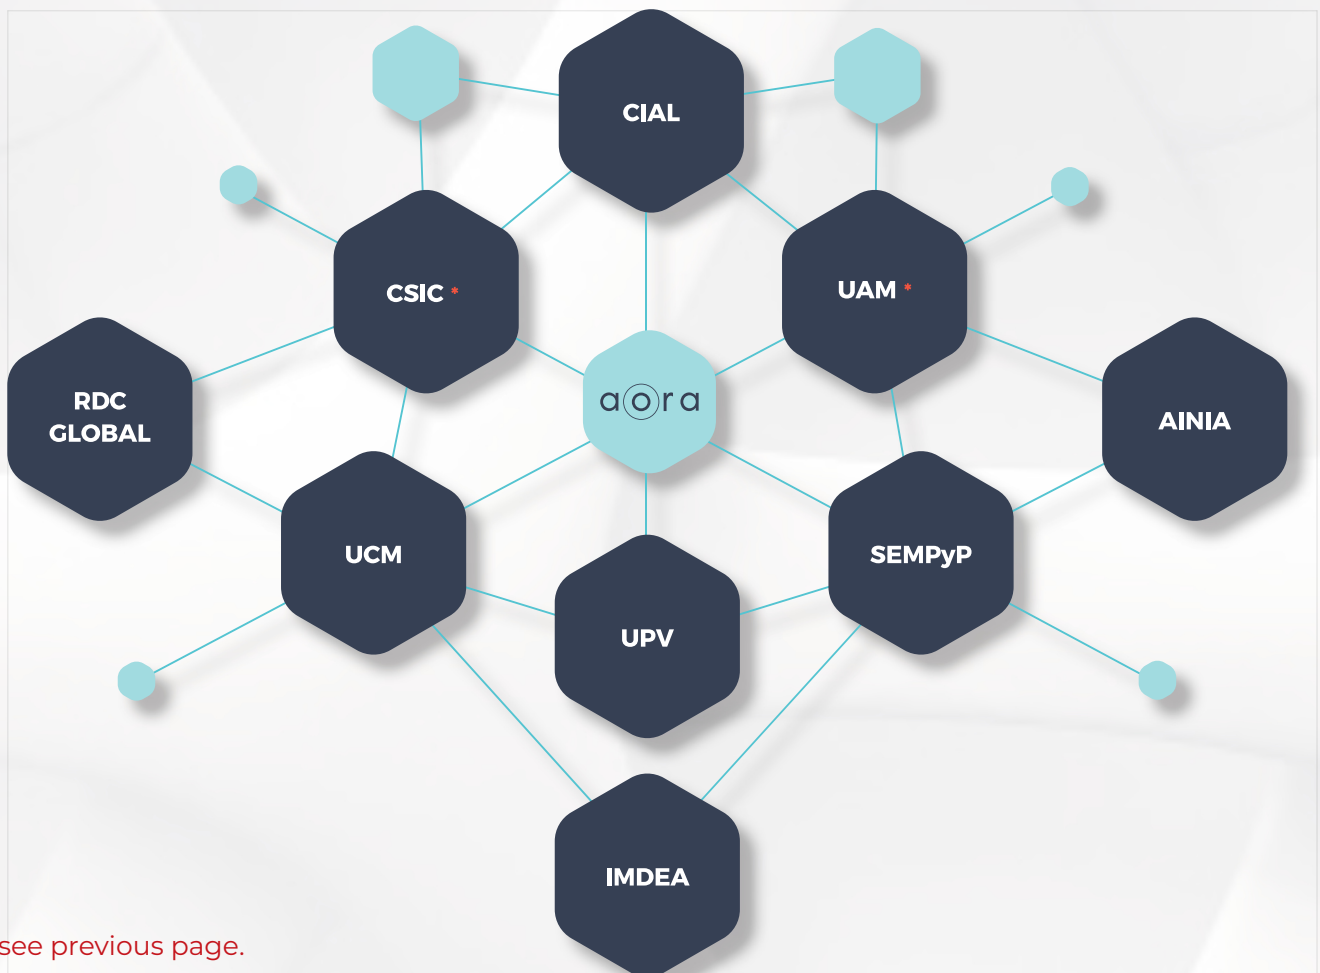 CIAL
CSIC *
UAM *
RDC
GLOBAL
aora
AINIA
UCM
SEMPyP
UPV
IMDEA
see previous page.